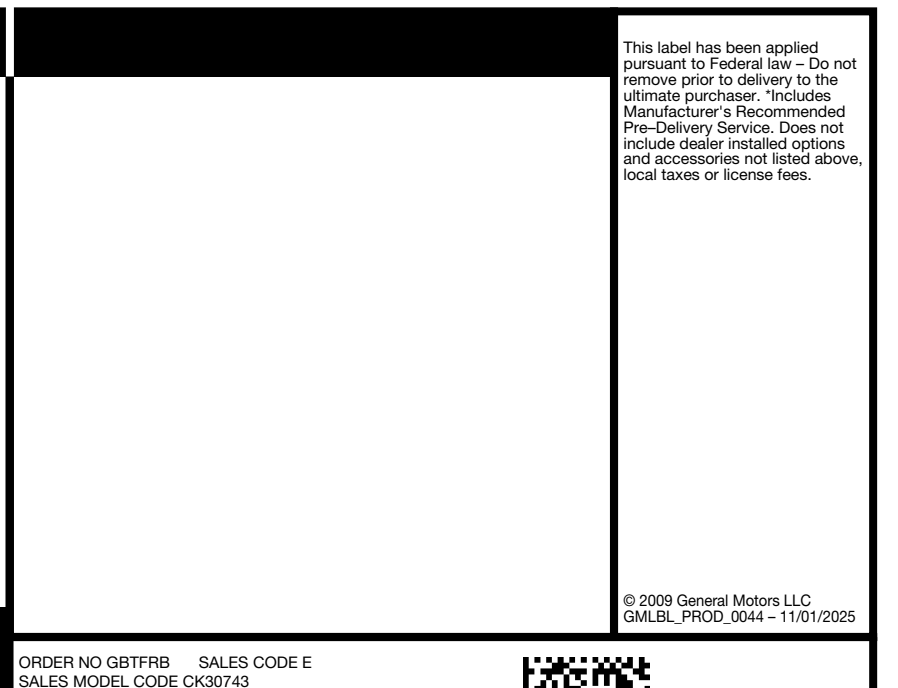 This label has been applied
pursuant to Federal law – Do not
remove prior to delivery to the
ultimate purchaser. *Includes
Manufacturer's Recommended
Pre–Delivery Service. Does not
include dealer installed options
and accessories not listed above,
local taxes or license fees.
© 2009 General Motors LLC
GMLBL_PROD_0044 – 11/01/2025
ORDER NO GBTFRB SALES CODE E
SALES MODEL CODE CK30743